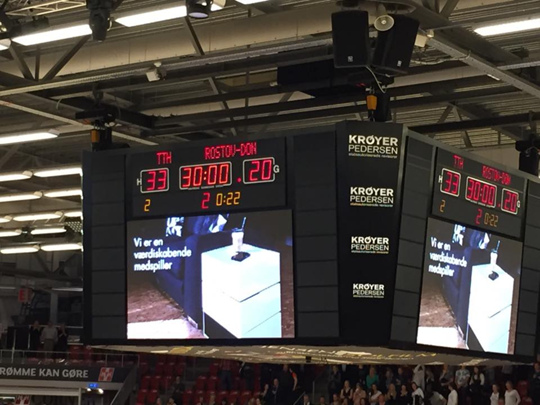 TTH ROSTOV-DON
H 33 30:00 .20 G
2 2 0:22
Vi er en
værdiskabende
medspiller
KRØYER
PEDERSEN
KRØYER
PEDERSEN
KRØYER
PEDERSEN
KRØYER
PEDERSEN
TTH ROSTOV-DON
H 33 30:00 .20 G
2 2 0:22
Vi er en
værdiskabende
medspiller
KRØYER
PEDERSEN
RØMME KAN GØRE